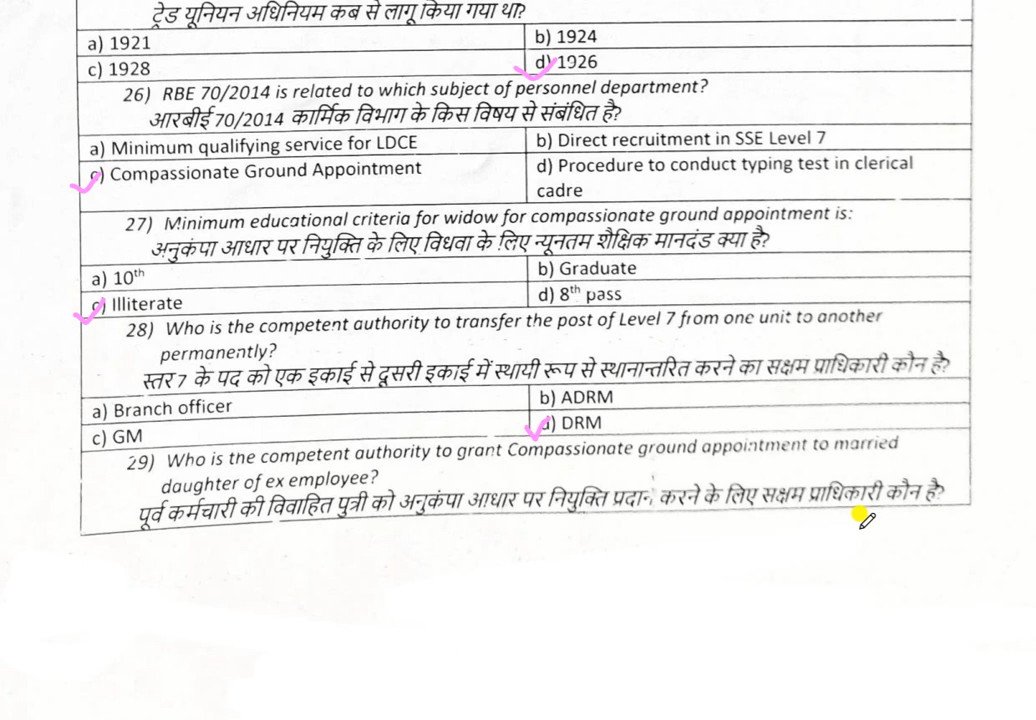 ट्रेड यूनियन अधिनियम कब से लागू किया गया था?
a) 1921
b) 1924
c) 1928
d) 1926
26) RBE 70/2014 is related to which subject of personnel department?
आरबीई 70/2014 कार्मिक विभाग के किस विषय से संबंधित है?
a) Minimum qualifying service for LDCE
b) Direct recruitment in SSE Level 7
c) Compassionate Ground Appointment
d) Procedure to conduct typing test in clerical
cadre
27) Minimum educational criteria for widow for compassionate ground appointment is:
अनुकंपा आधार पर नियुक्ति के लिए विधवा के लिए न्यूनतम शैक्षिक मानदंड क्या है?
a) 10th
b) Graduate
c) Illiterate
d) 8th pass
28) Who is the competent authority to transfer the post of Level 7 from one unit to another
permanently?
स्तर 7 के पद को एक इकाई से दूसरी इकाई में स्थायी रूप से स्थानान्तरित करने का सक्षम प्राधिकारी कौन है?
a) Branch officer
b) ADRM
c) GM
d) DRM
29) Who is the competent authority to grant Compassionate ground appointment to married
daughter of ex employee?
पूर्व कर्मचारी की विवाहित पुत्री को अनुकंपा आधार पर नियुक्ति प्रदान करने के लिए सक्षम प्राधिकारी कौन है?